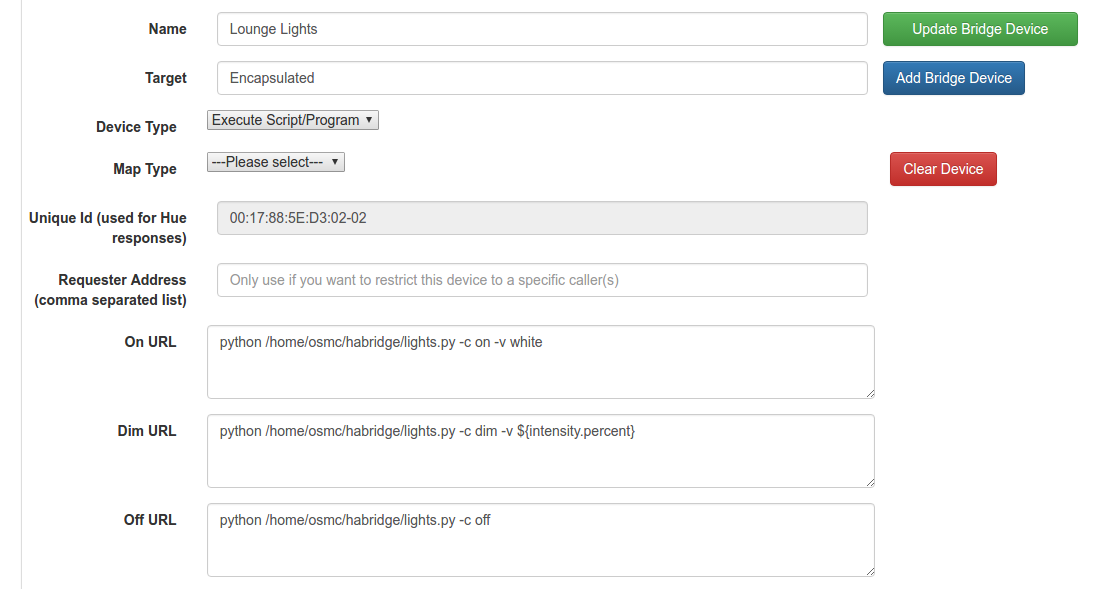 Name
Lounge Lights
Update Bridge Device
Target
Encapsulated
Add Bridge Device
Device Type
Execute Script/Program
Map Type
---Please select---
Clear Device
Unique Id (used for Hue
responses)
00:17:88:5E:D3:02-02
Requester Address
(comma separated list)
Only use if you want to restrict this device to a specific caller(s)
On URL
python /home/osmc/habridge/lights.py -c on -v white
Dim URL
python /home/osmc/habridge/lights.py -c dim -v ${intensity.percent}
Off URL
python /home/osmc/habridge/lights.py -c off